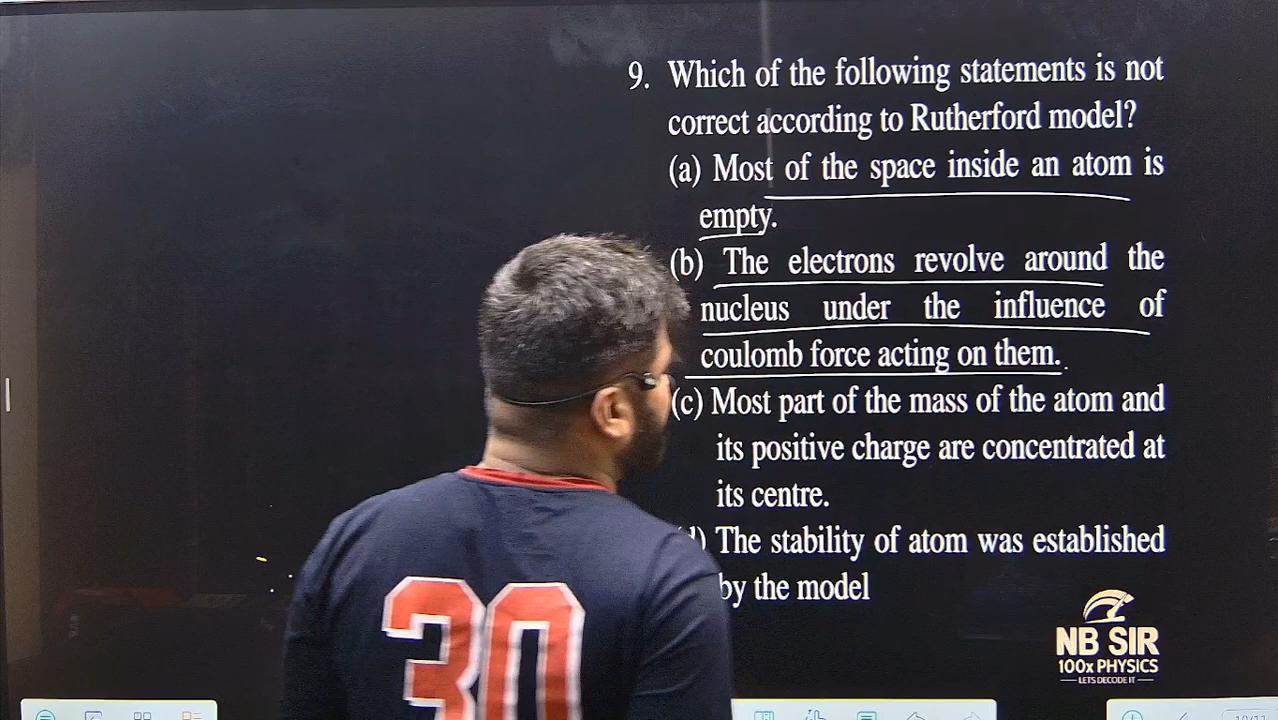 9. Which of the following statements is not
correct according to Rutherford model?
(a) Most of the space inside an atom is
empty.
(b) The electrons revolve around the
nucleus under the influence of
coulomb force acting on them.
(c) Most part of the mass of the atom and
its positive charge are concentrated at
its centre.
The stability of atom was established
by the model
30
NB SIR
100x PHYSICS
LETS DECODE IT